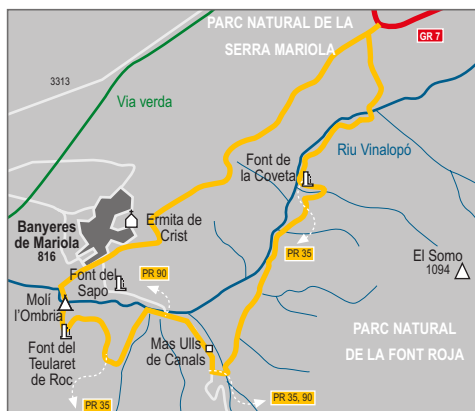 PARC NATURAL DE LA
SERRA MARIOLA
GR 7
3313
Via verda
Riu Vinalopó
Font de
la Coveta
Ermita de
Crist
Banyeres
de Mariola
816
PR 35
El Somo
1094
Font del
Sapo
PR 90
Molí
l'Ombria
PARC NATURAL
DE LA FONT ROJA
Mas Ulls
de Canals
Font del
Teularet
de Roc
PR 35
PR 35, 90